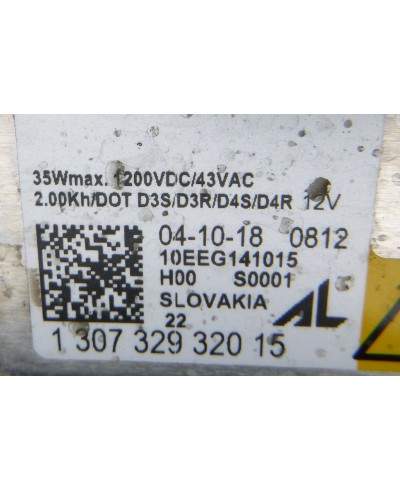 35Wmax. 1200VDC/43VAC
2.00Kh/DOT D3S/D3R/D4S/D4R 12V
04-10-18 0812
10EEG141015
H00 S0001
SLOVAKIA
22
AL
1 307 329 320 15